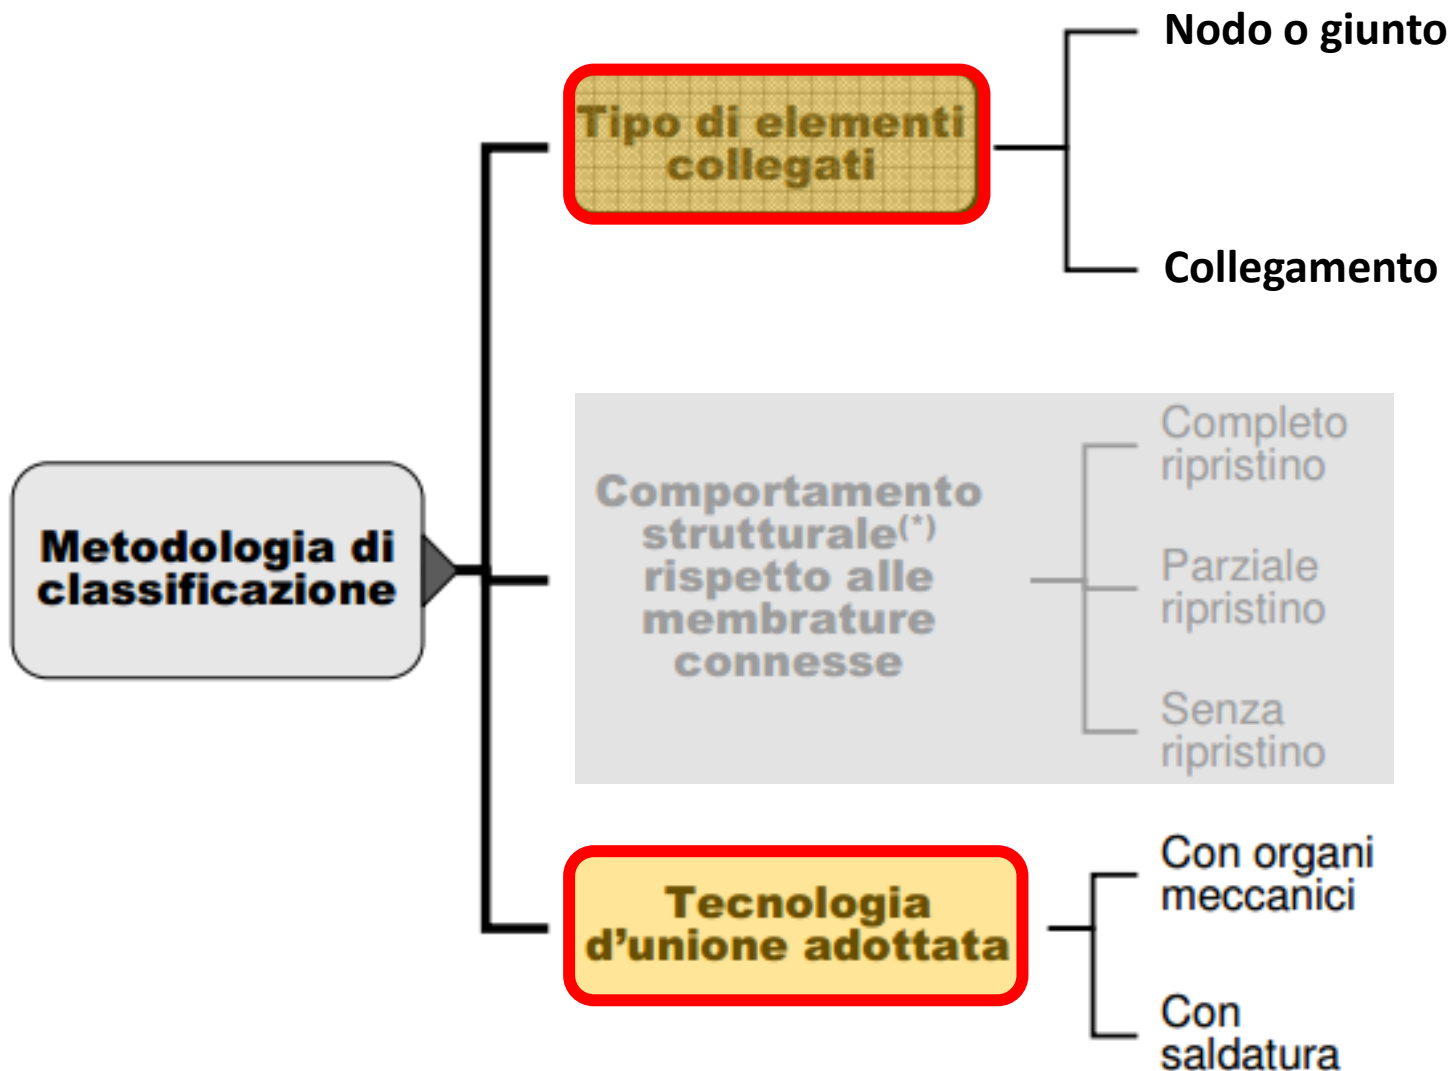 Nodo o giunto
Tipo di elementi
collegati
Collegamento
Metodologia di
classificazione
Comportamento
strutturale(*)
rispetto alle
membrature
connesse
Completo
ripristino
Parziale
ripristino
Senza
ripristino
Tecnologia
d'unione adottata
Con organi
meccanici
Con
saldatura